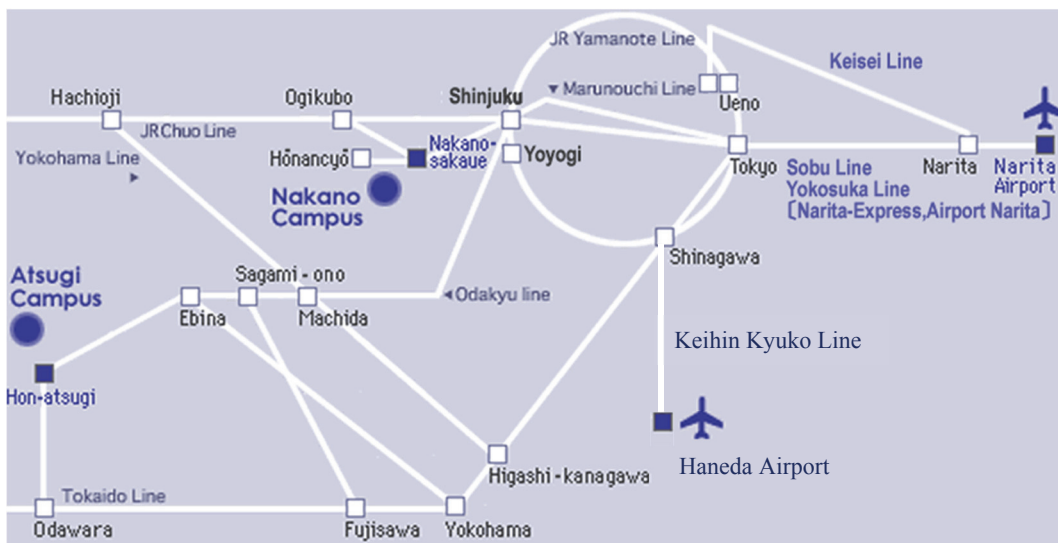 JR Yamanote Line
Keisei Line
Hachioji
Ogikubo
Shinjuku
▼ Marunouchi Line
Ueno
JR Chuo Line
Yokohama Line
►
Hōnancyō
Nakano-
sakaue
Yoyogi
Tokyo
Sobu Line
Yokosuka Line
[Narita-Express,Airport Narita]
Narita
Narita
Airport
Nakano
Campus
Shinagawa
Atsugi
Campus
Sagami-ono
Ebina
Machida
◄Odakyu line
Keihin Kyuko Line
Hon-atsugi
Haneda Airport
Higashi-kanagawa
Tokaido Line
Odawara
Fujisawa
Yokohama